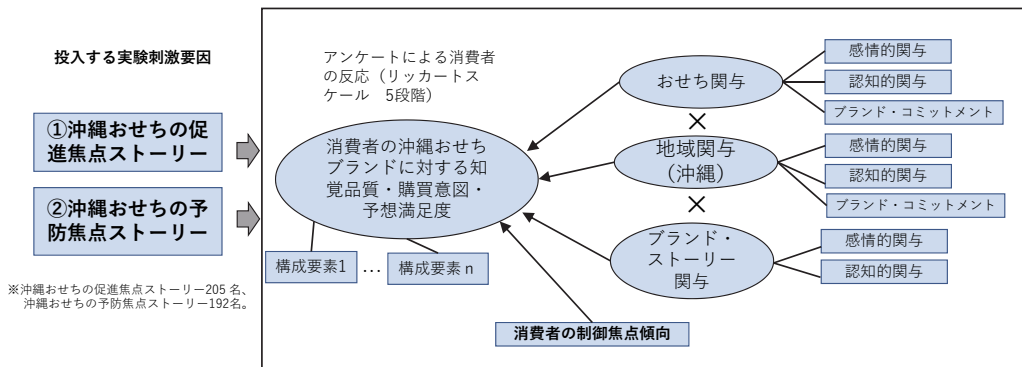 投入する実験刺激要因
①沖縄おせちの促
進焦点ストーリー
②沖縄おせちの予
防焦点ストーリー
※沖縄おせちの促進焦点ストーリー205 名、
沖縄おせちの予防焦点ストーリー192名。
アンケートによる消費者
の反応（リッカートス
ケール　5段階）
消費者の沖縄おせち
ブランドに対する知
覚品質・購買意図・
予想満足度
構成要素1
…
構成要素 n
おせち関与
×
地域関与
（沖縄）
×
ブランド・
ストーリー
関与
消費者の制御焦点傾向
感情的関与
認知的関与
ブランド・コミットメント
感情的関与
認知的関与
ブランド・コミットメント
感情的関与
認知的関与